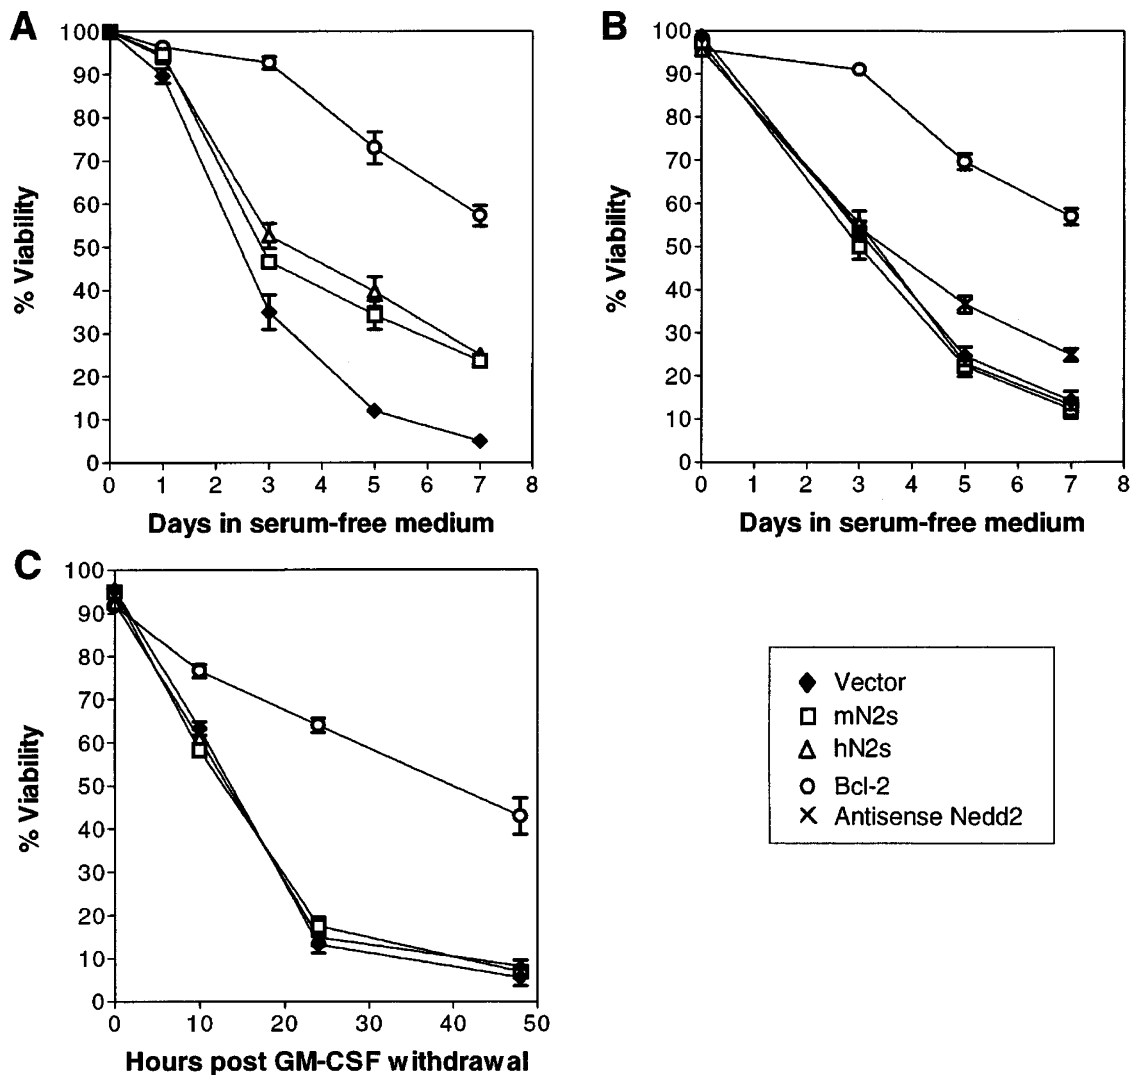 A
100
90
80
70
60
50
40
30
20
10
0
% Viability
0 1 2 3 4 5 6 7 8
Days in serum-free medium
B
100
90
80
70
60
50
40
30
20
10
0
% Viability
0 1 2 3 4 5 6 7 8
Days in serum-free medium
C
100
90
80
70
60
50
40
30
20
10
0
% Viability
0 10 20 30 40 50
Hours post GM-CSF withdrawal
Vector
mN2s
hN2s
Bcl-2
Antisense Nedd2